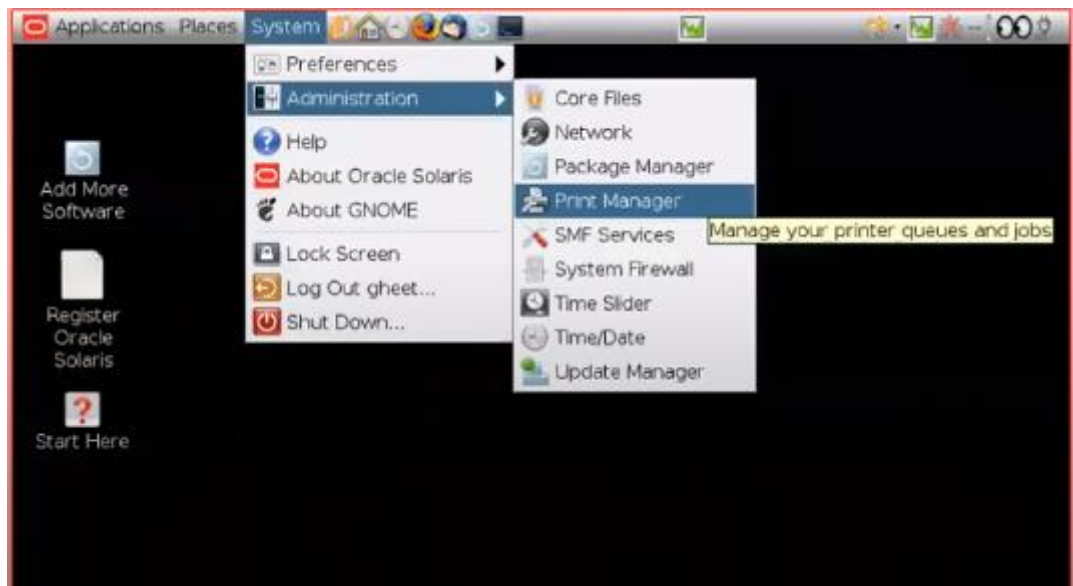 Applications Places System
Preferences
Administration
Help
About Oracle Solaris
About GNOME
Lock Screen
Log Out gheet...
Shut Down...
Core Files
Network
Package Manager
Print Manager
Manage your printer queues and jobs
SMF Services
System Firewall
Time Slider
Time/Date
Update Manager
Add More
Software
Register
Oracle
Solaris
Start Here